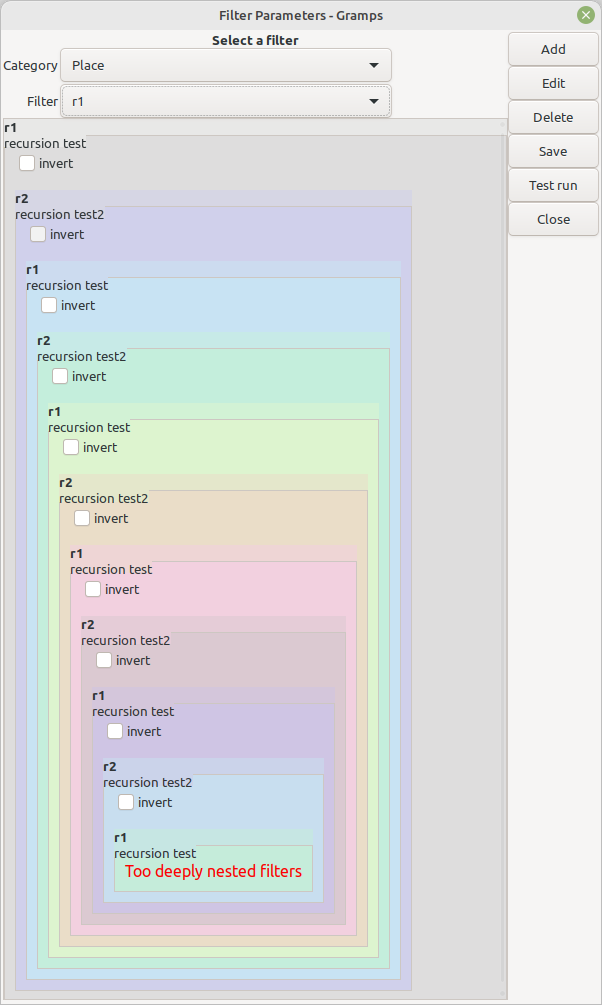 Filter Parameters - Gramps
Select a filter
Category Place
Filter r1
Add
Edit
Delete
Save
Test run
Close
r1
recursion test
invert
r2
recursion test2
invert
r1
recursion test
invert
r2
recursion test2
invert
r1
recursion test
invert
r2
recursion test2
invert
r1
recursion test
invert
r2
recursion test2
invert
r1
recursion test
invert
r2
recursion test2
invert
r1
recursion test
Too deeply nested filters